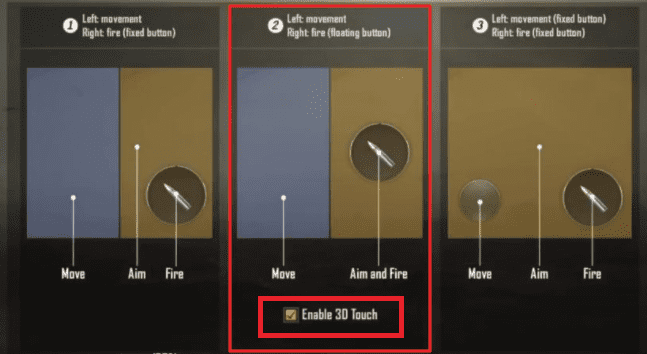 1
Left: movement
Right: fire (fixed button)
2
Left: movement
Right: fire (floating button)
3
Left: movement (fixed button)
Right: fire (fixed button)
Move Aim Fire
Move Aim and Fire
Move Aim Fire
Enable 3D Touch